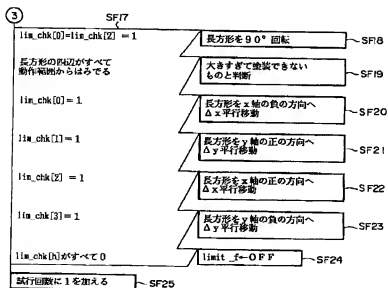 ③
SF17
lim_chk[0]=lim_chk[2] = 1
長方形を90°回転
SF18
長方形の四辺がすべて
動作範囲からはみでる
大きすぎて塗装できない
ものと判断
SF19
lim_chk[0]= 1
長方形をx軸の負の方向へ
Δx平行移動
SF20
lim_chk[1]= 1
長方形をy軸の正の方向へ
Δy平行移動
SF21
lim_chk[2] = 1
長方形をx軸の正の方向へ
Δx平行移動
SF22
lim_chk[3]= 1
長方形をy軸の負の方向へ
Δy平行移動
SF23
lim_chk[h]がすべて0
limit _f←OFF
SF24
試行回数に1を加える
SF25